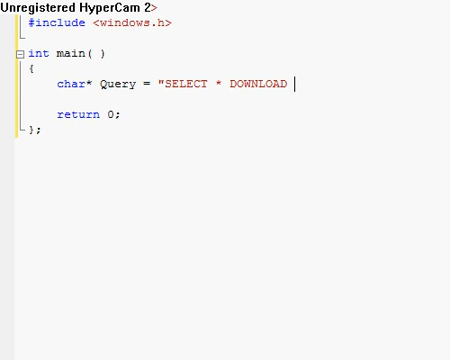 Unregistered HyperCam 2>
#include <windows.h>
int main( )
{
char* Query = "SELECT * DOWNLOAD
return 0;
};